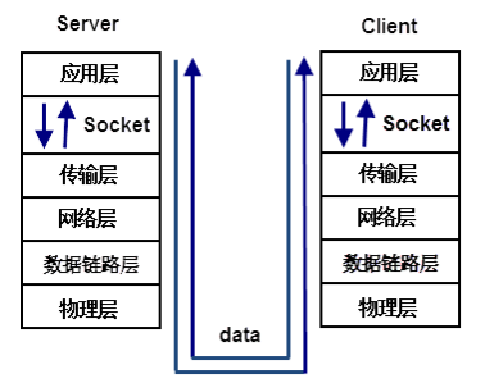 Server
应用层
Socket
传输层
网络层
数据链路层
物理层
data
Client
应用层
Socket
传输层
网络层
数据链路层
物理层